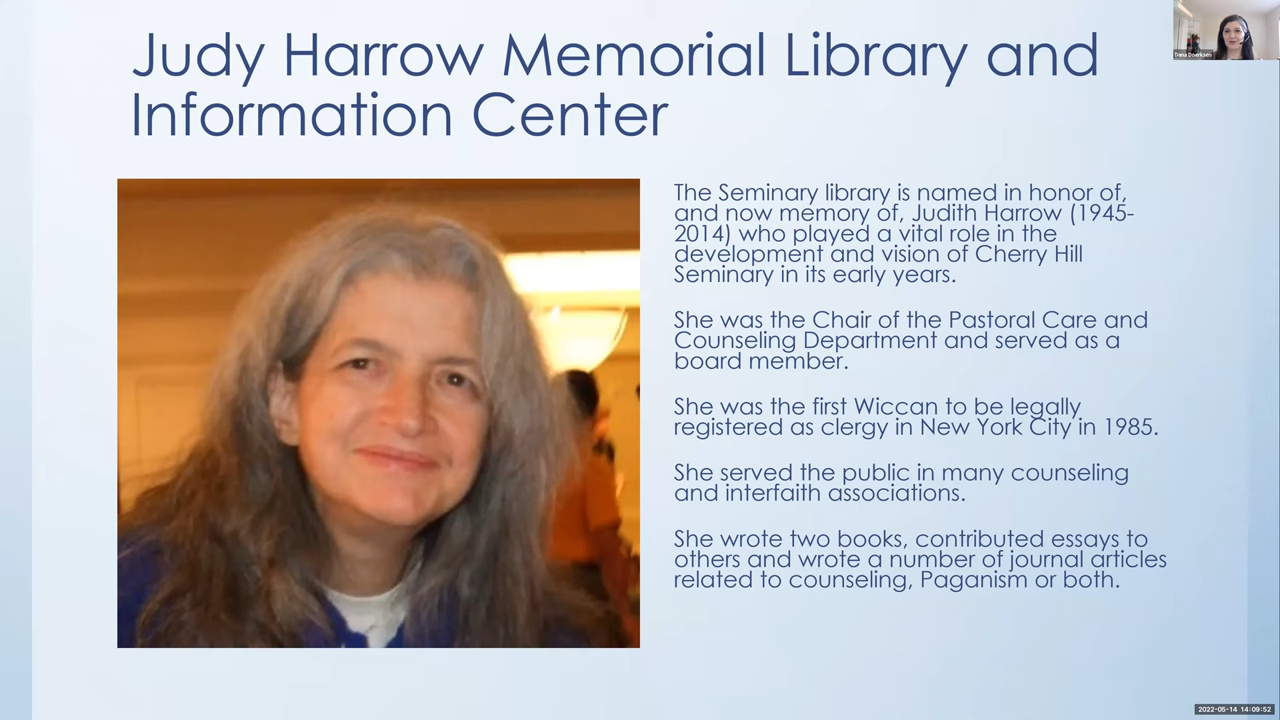 Judy Harrow Memorial Library and
Information Center
Dana Doerksen
The Seminary library is named in honor of,
and now memory of, Judith Harrow (1945-
2014) who played a vital role in the
development and vision of Cherry Hill
Seminary in its early years.
She was the Chair of the Pastoral Care and
Counseling Department and served as a
board member.
She was the first Wiccan to be legally
registered as clergy in New York City in 1985.
She served the public in many counseling
and interfaith associations.
She wrote two books, contributed essays to
others and wrote a number of journal articles
related to counseling, Paganism or both.
2022-05-14 14:09:52